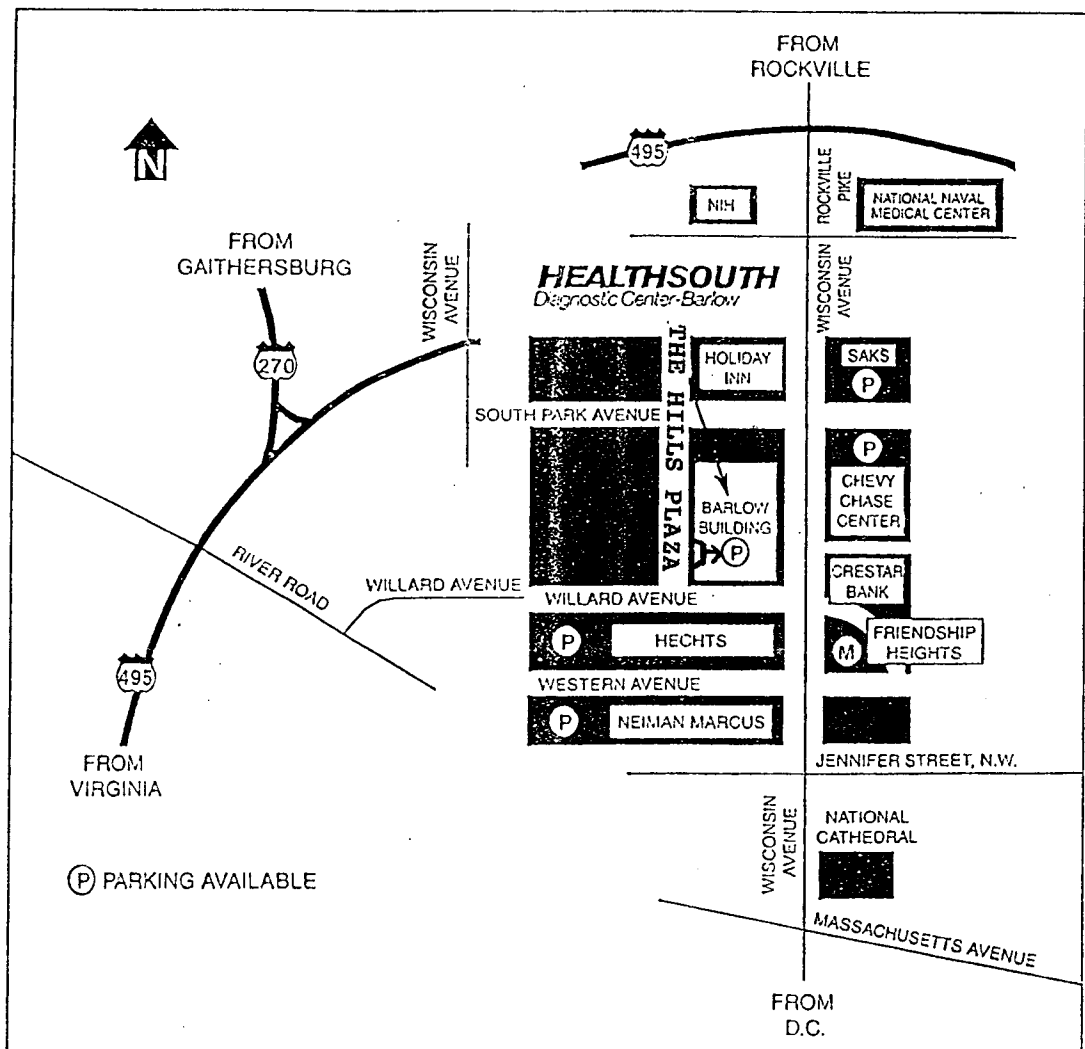 FROM
ROCKVILLE
495
N
NIH
ROCKVILLE
PIKE
NATIONAL NAVAL
MEDICAL CENTER
FROM
GAITHERSBURG
WISCONSIN
AVENUE
HEALTHSOUTH
Diagnostic Center-Barlow
WISCONSIN
AVENUE
270
THE HILLS PLAZA
HOLIDAY
INN
SAKS
P
SOUTH PARK AVENUE
P
BARLOW
BUILDING
P
CHEVY
CHASE
CENTER
RIVER ROAD
WILLARD AVENUE
WILLARD AVENUE
CRESTAR
BANK
P
HECHTS
M
FRIENDSHIP
HEIGHTS
495
WESTERN AVENUE
P
NEIMAN MARCUS
FROM
VIRGINIA
JENNIFER STREET, N.W.
WISCONSIN
AVENUE
NATIONAL
CATHEDRAL
P PARKING AVAILABLE
MASSACHUSETTS AVENUE
FROM
D.C.